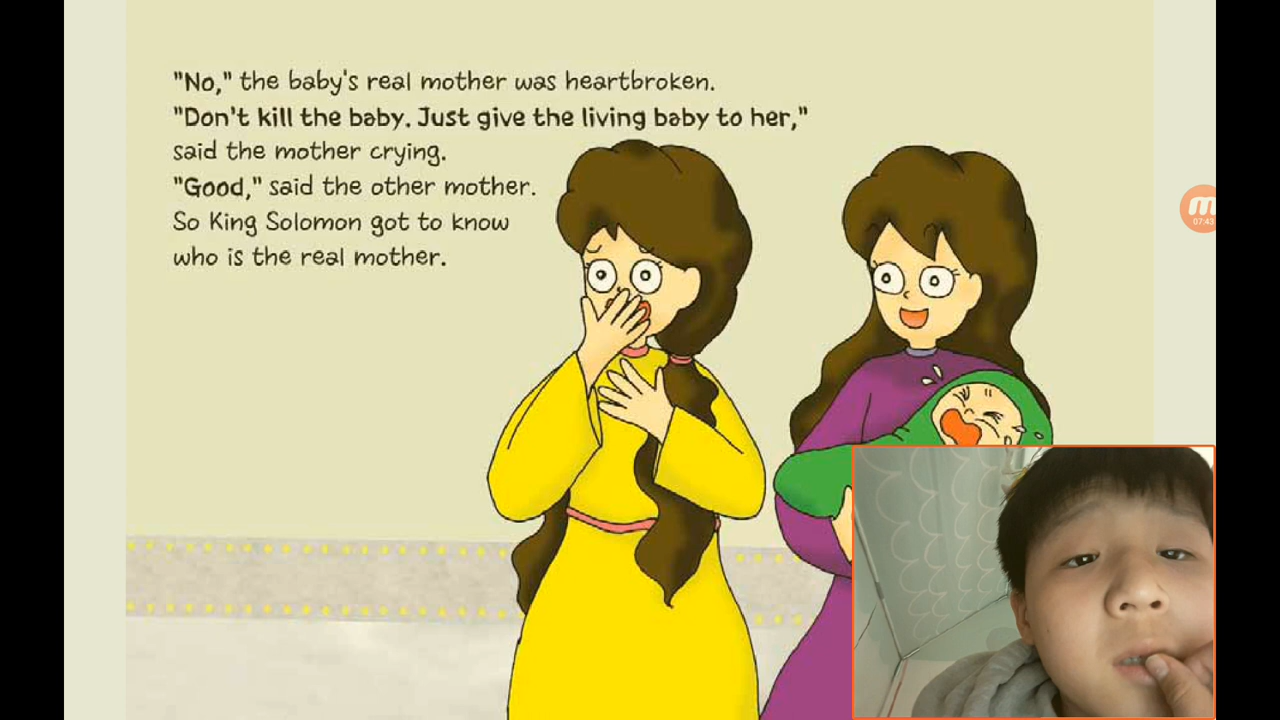 "No," the baby's real mother was heartbroken.
"Don't kill the baby. Just give the living baby to her,"
said the mother crying.
"Good," said the other mother.
So King Solomon got to know
who is the real mother.
07:43